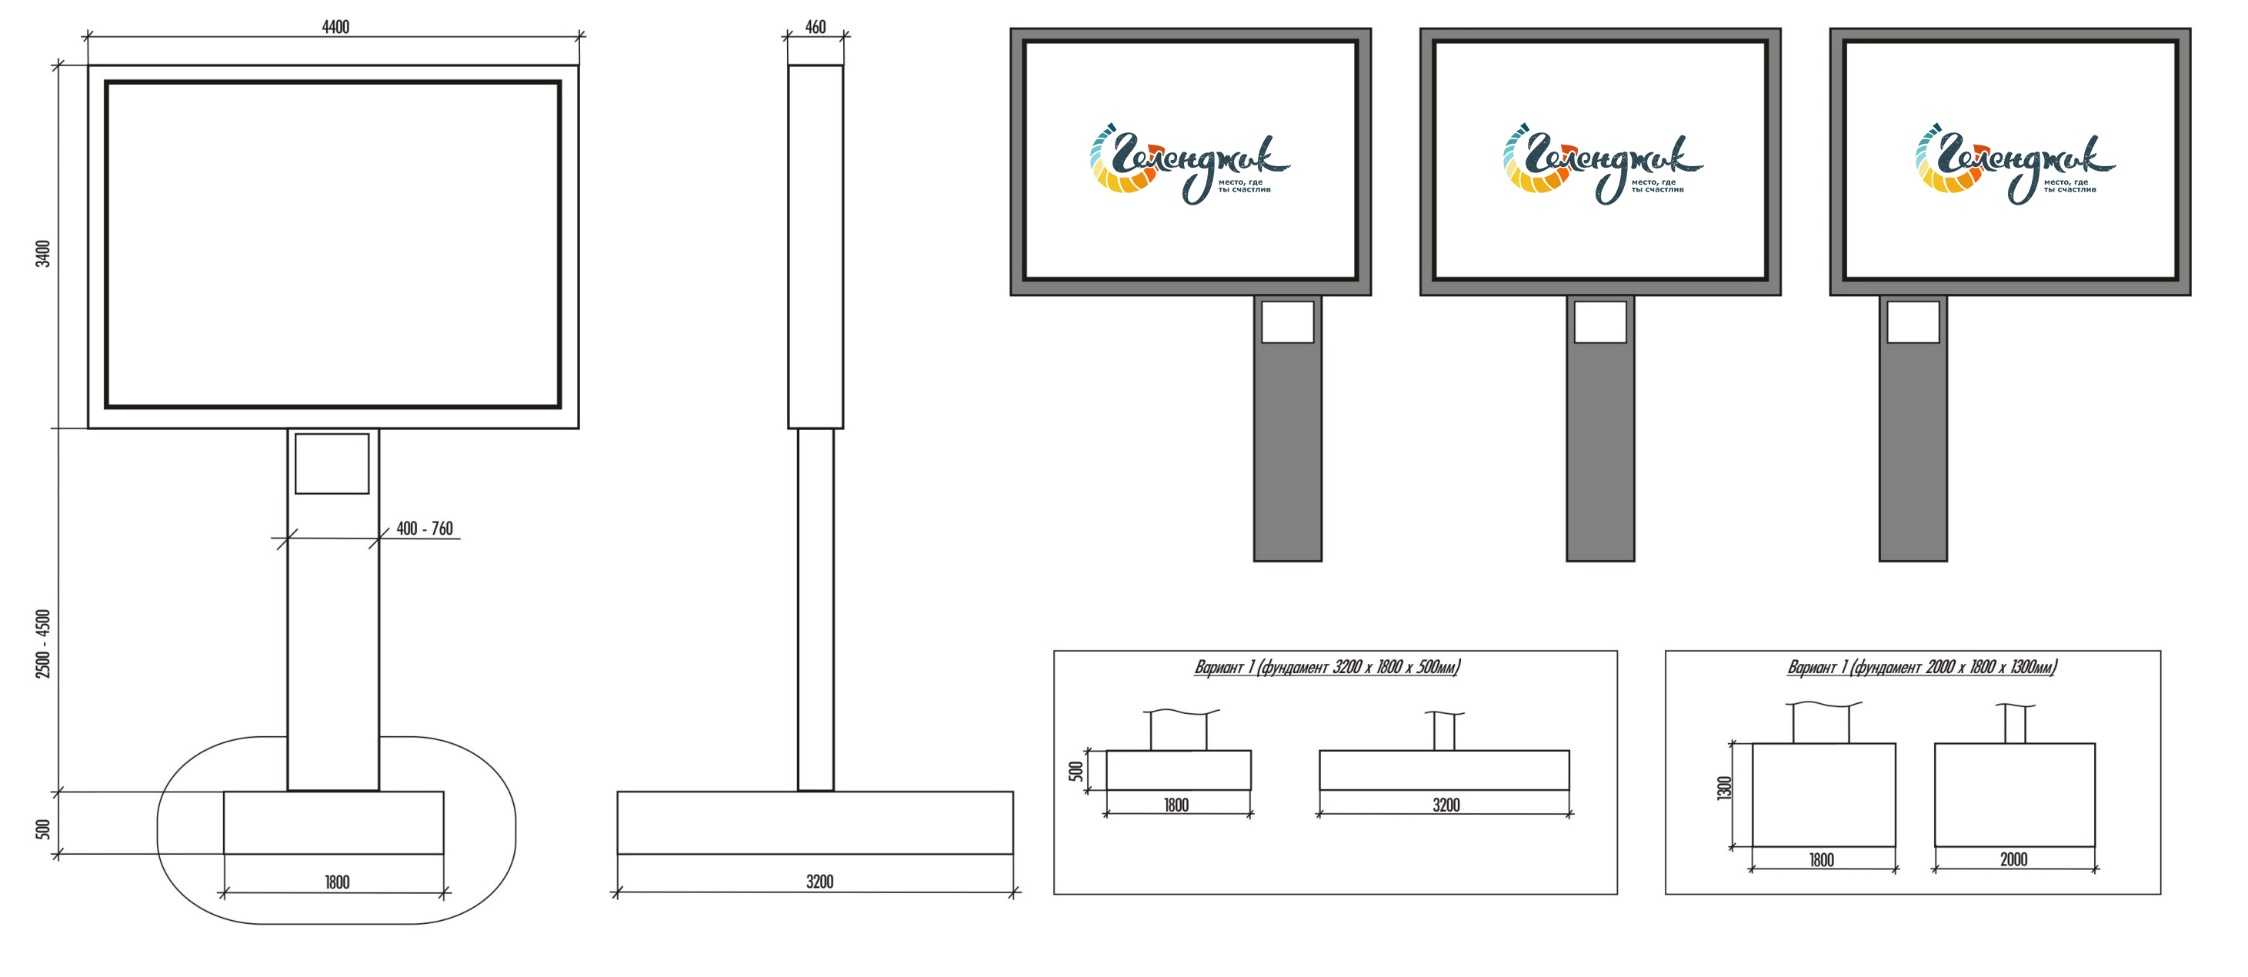 4400
460
3400
400 - 760
2500 - 4500
500
1800
3200
Геленджик
место, где
ты счастлив
Геленджик
место, где
ты счастлив
Геленджик
место, где
ты счастлив
Вариант 1 (фундамент 3200 х 1800 х 500мм)
500
1800
3200
Вариант 1 (фундамент 2000 х 1800 х 1300мм)
1300
1800
2000